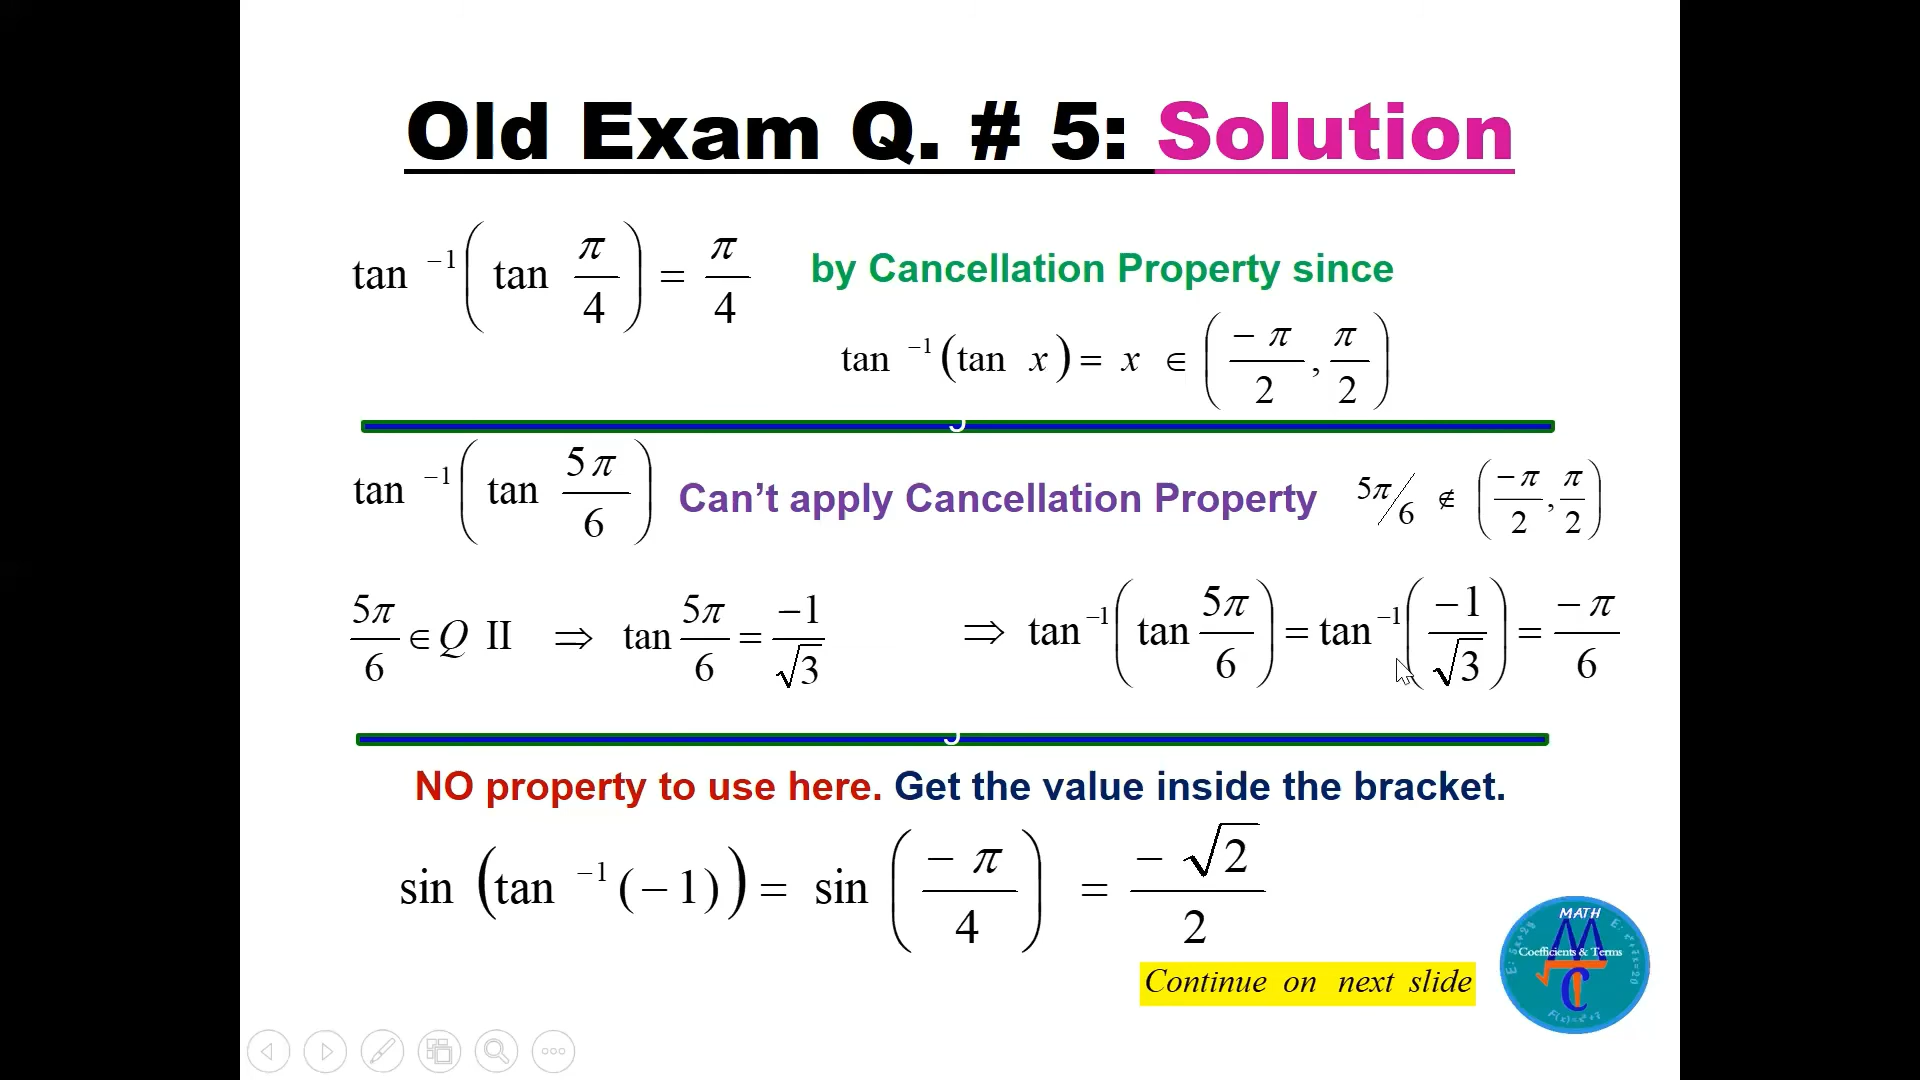 Old Exam Q. # 5: Solution
tan ⁻¹( tan π/4 ) = π/4 by Cancellation Property since
tan ⁻¹(tan x) = x ∈ ( −π/2 , π/2 )
tan ⁻¹( tan 5π/6 ) Can’t apply Cancellation Property 5π/6 ∉ ( −π/2 , π/2 )
5π/6 ∈ Q II ⇒ tan 5π/6 = −1/√3 ⇒ tan⁻¹( tan 5π/6 ) = tan⁻¹( −1/√3 ) = −π/6
NO property to use here. Get the value inside the bracket.
sin (tan ⁻¹(−1)) = sin ( −π/4 ) = −√2/2
Continue on next slide
MATH
Coefficients & Terms